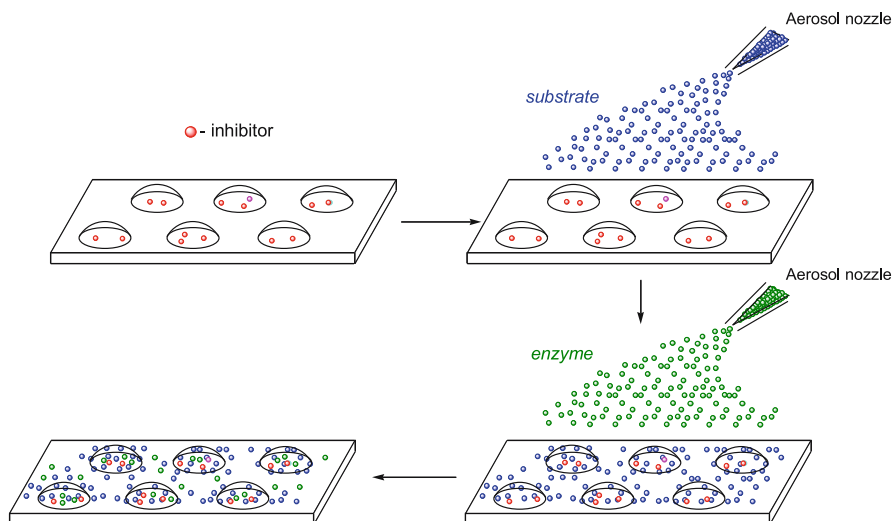 Aerosol nozzle
substrate
- inhibitor
Aerosol nozzle
enzyme